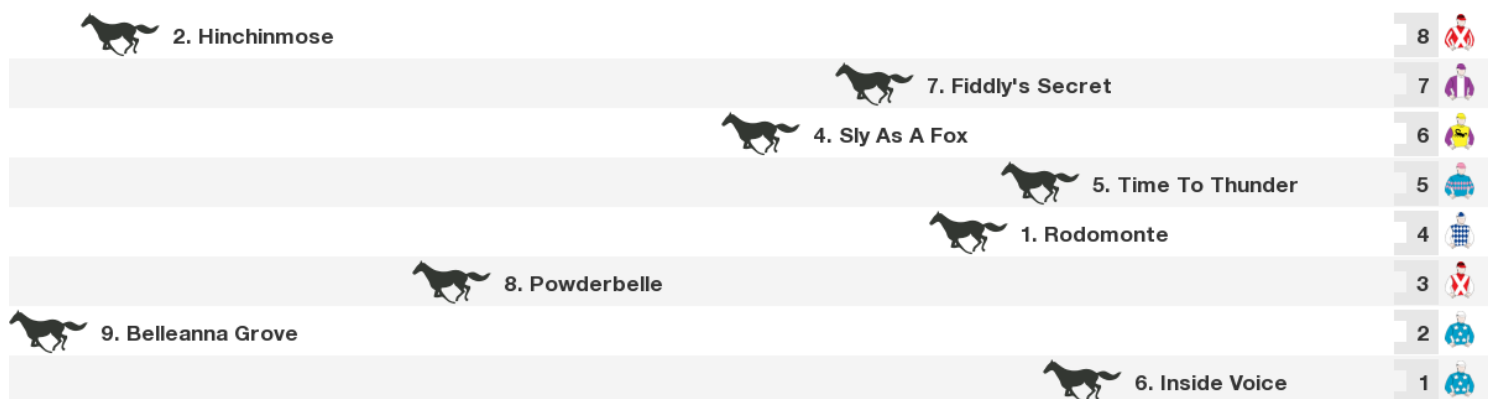 2. Hinchinmose 8
7. Fiddly's Secret 7
4. Sly As A Fox 6
5. Time To Thunder 5
1. Rodomonte 4
8. Powderbelle 3
9. Belleanna Grove 2
6. Inside Voice 1